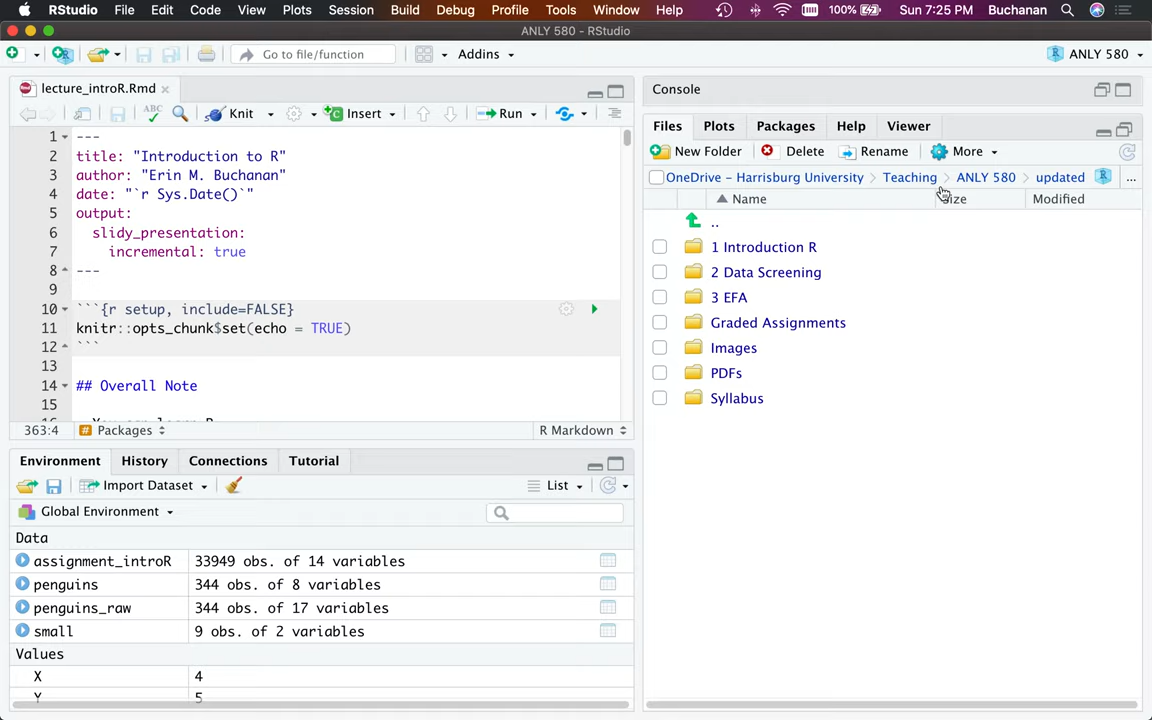 RStudio File Edit Code View Plots Session Build Debug Profile Tools Window Help 100% Sun 7:25 PM Buchanan
ANLY 580 - RStudio
Go to file/function Addins ANLY 580
lecture_introR.Rmd
ABC Knit Insert Run
1 ---
2 title: "Introduction to R"
3 author: "Erin M. Buchanan"
4 date: "`r Sys.Date()`"
5 output:
6 slidy_presentation:
7 incremental: true
8 ---
9
10 ```{r setup, include=FALSE}
11 knitr::opts_chunk$set(echo = TRUE)
12 ```
13
14 ## Overall Note
15
363:4 # Packages R Markdown
Environment History Connections Tutorial
Import Dataset List
Global Environment
Data
assignment_introR 33949 obs. of 14 variables
penguins 344 obs. of 8 variables
penguins_raw 344 obs. of 17 variables
small 9 obs. of 2 variables
Values
X 4
Y 5
Console
Files Plots Packages Help Viewer
New Folder Delete Rename More
OneDrive - Harrisburg University > Teaching > ANLY 580 > updated R ...
Name Size Modified
..
1 Introduction R
2 Data Screening
3 EFA
Graded Assignments
Images
PDFs
Syllabus